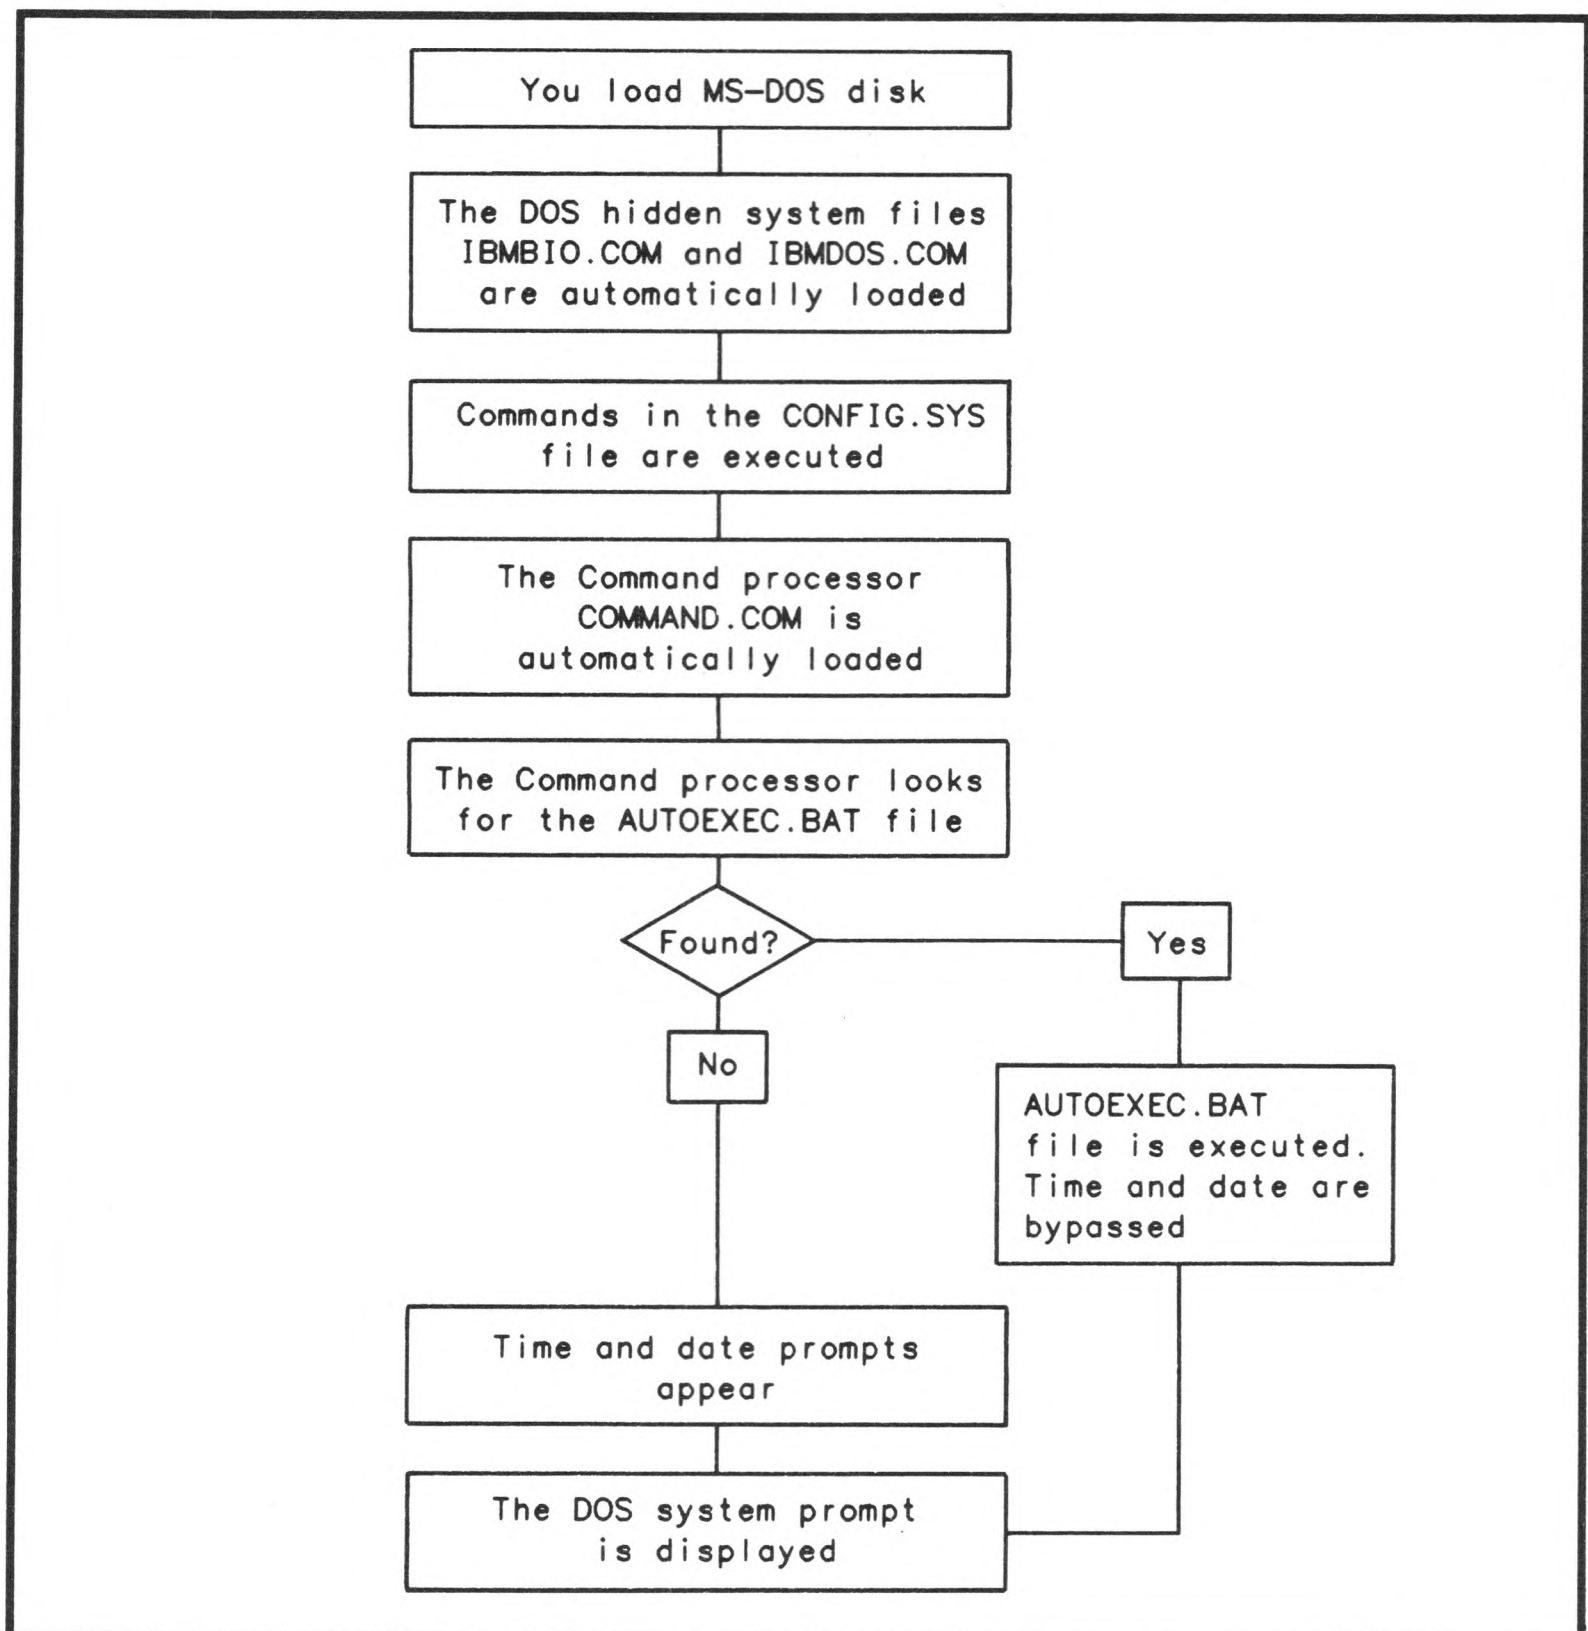 You load MS-DOS disk
The DOS hidden system files
IBMBIO.COM and IBMDOS.COM
are automatically loaded
Commands in the CONFIG.SYS
file are executed
The Command processor
COMMAND.COM is
automatically loaded
The Command processor looks
for the AUTOEXEC.BAT file
Found?
Yes
No
AUTOEXEC.BAT
file is executed.
Time and date are
bypassed
Time and date prompts
appear
The DOS system prompt
is displayed